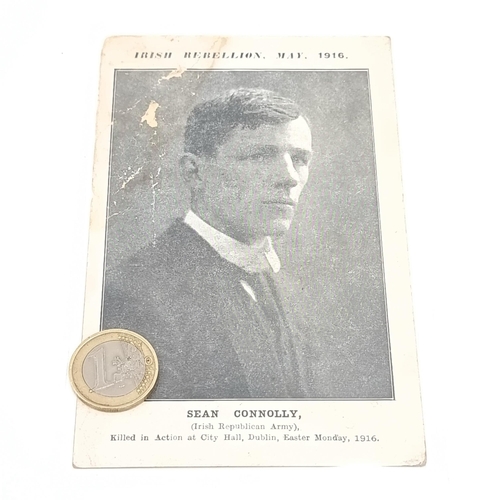 IRISH REBELLION, MAY, 1916.
1
SEAN CONNOLLY,
(Irish Republican Army),
Killed in Action at City Hall, Dublin, Easter Monday, 1916.